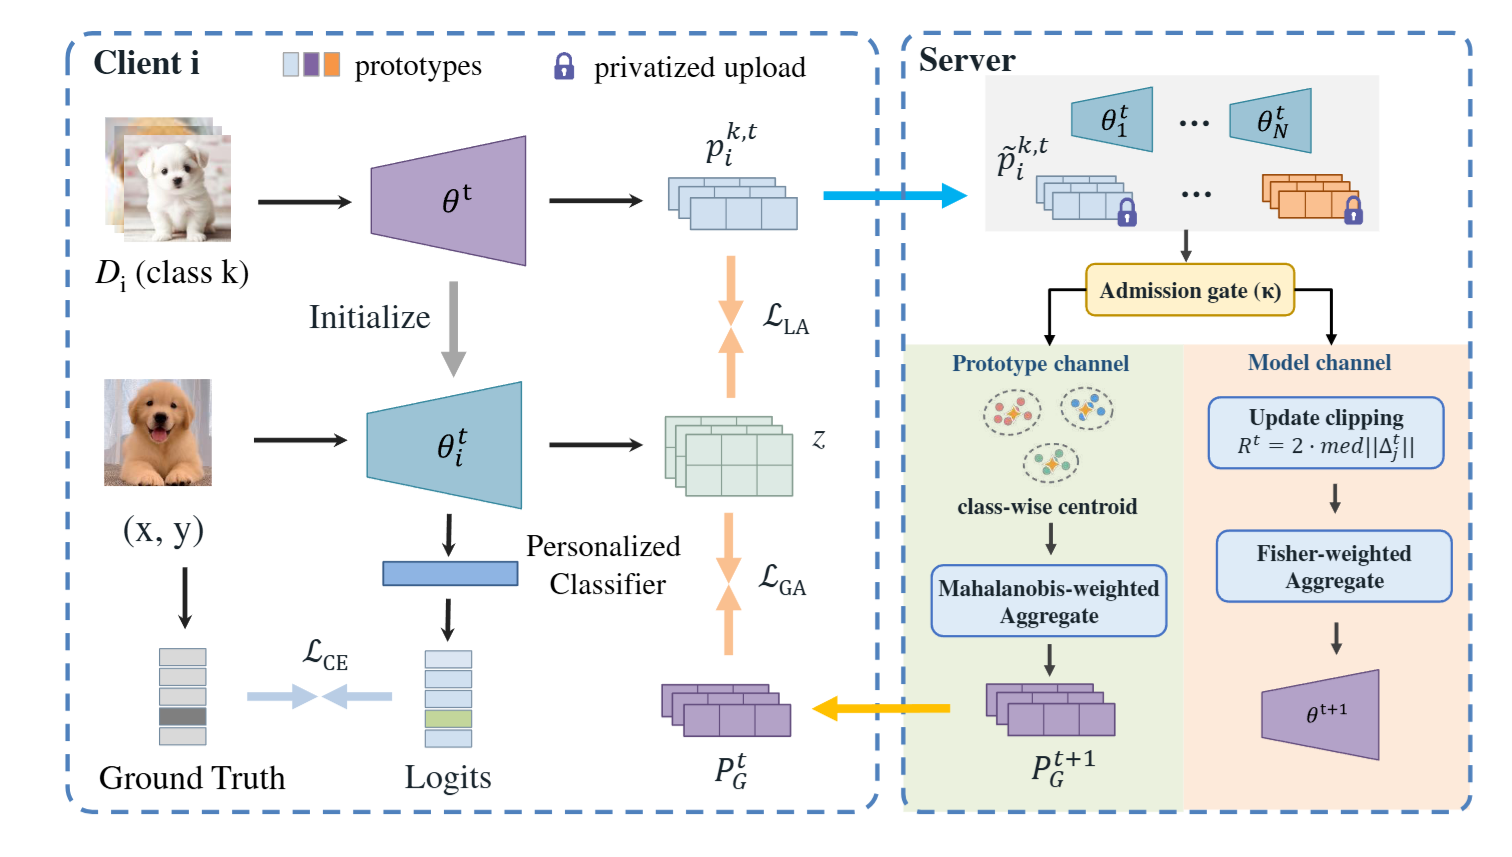 Client i
prototypes
privatized upload
D_i (class k)
θ^t
p_i^{k,t}
Initialize
ℒ_LA
(x, y)
θ_i^t
z
Personalized
Classifier
ℒ_GA
ℒ_CE
Ground Truth
Logits
P_G^t
Server
θ_1^t
...
θ_N^t
p̃_i^{k,t}
...
Admission gate (κ)
Prototype channel
class-wise centroid
Mahalanobis-weighted
Aggregate
P_G^{t+1}
Model channel
Update clipping
R^t = 2 · med||Δ_j^t||
Fisher-weighted
Aggregate
θ^{t+1}